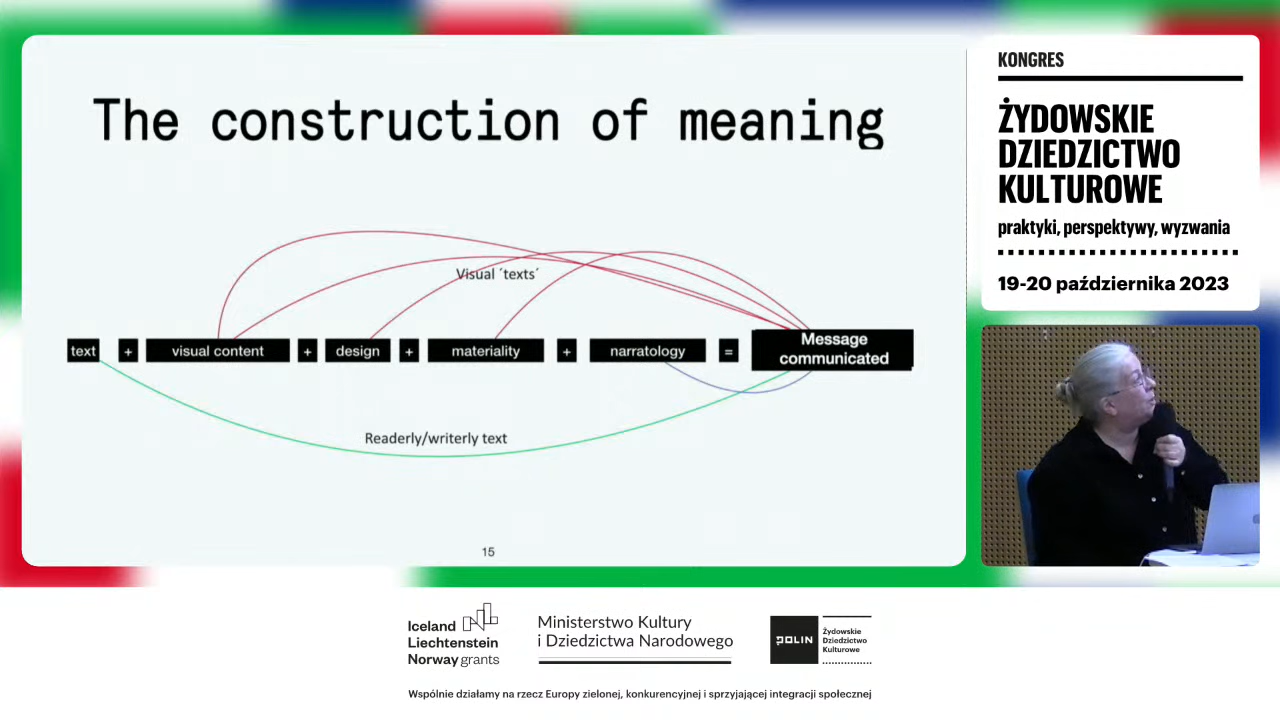 The construction of meaning
Visual ´texts´
text + visual content + design + materiality + narratology = Message communicated
Readerly/writerly text
15
KONGRES
ŻYDOWSKIE
DZIEDZICTWO
KULTUROWE
praktyki, perspektywy, wyzwania
19-20 października 2023
Iceland
Liechtenstein
Norway grants
Ministerstwo Kultury
i Dziedzictwa Narodowego
POLIN
Żydowskie
Dziedzictwo
Kulturowe
Wspólnie działamy na rzecz Europy zielonej, konkurencyjnej i sprzyjającej integracji społecznej